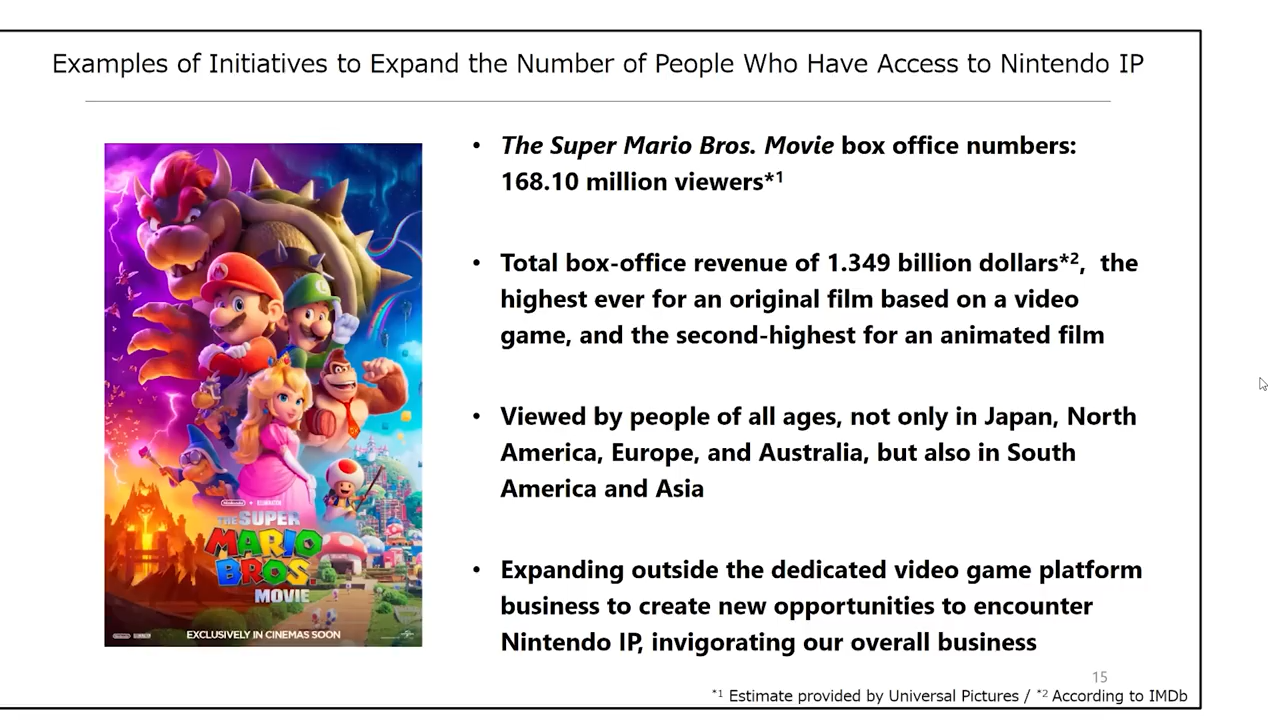 Examples of Initiatives to Expand the Number of People Who Have Access to Nintendo IP
• The Super Mario Bros. Movie box office numbers:
168.10 million viewers*1
• Total box-office revenue of 1.349 billion dollars*2, the
highest ever for an original film based on a video
game, and the second-highest for an animated film
• Viewed by people of all ages, not only in Japan, North
America, Europe, and Australia, but also in South
America and Asia
• Expanding outside the dedicated video game platform
business to create new opportunities to encounter
Nintendo IP, invigorating our overall business
THE SUPER
MARIO
BROS.
MOVIE
EXCLUSIVELY IN CINEMAS SOON
15
*1 Estimate provided by Universal Pictures / *2 According to IMDb